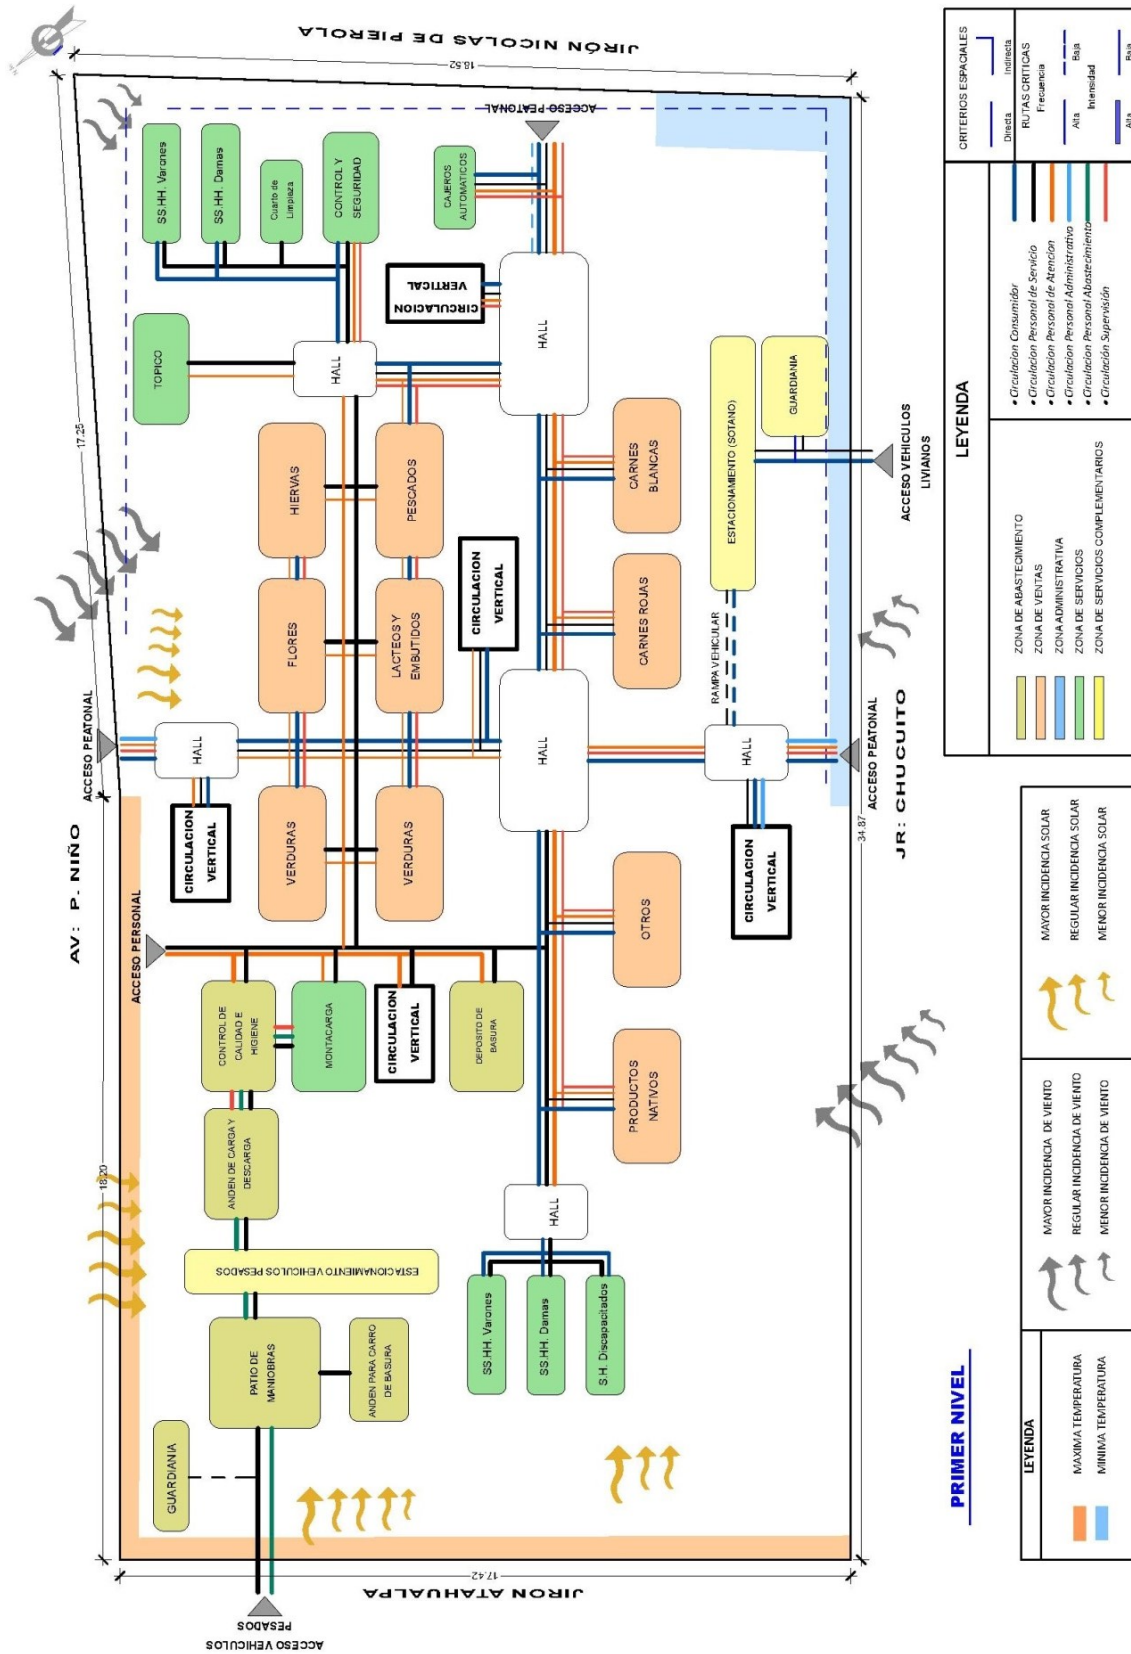 JIRÓN NICOLAS DE PIEROLA
18.52
17.25
ACCESO PEATONAL
SS.HH. Varones
SS.HH. Damas
Cuarto de
Limpieza
CONTROL Y
SEGURIDAD
CAJEROS
AUTOMATICOS
TOPICO
HALL
CIRCULACION
VERTICAL
HALL
HIERVAS
PESCADOS
CARNES
BLANCAS
ESTACIONAMIENTO (SOTANO)
GUARDIANIA
ACCESO VEHICULOS
LIVIANOS
FLORES
LACTEOS Y
EMBUTIDOS
CIRCULACION
VERTICAL
CARNES ROJAS
RAMPA VEHICULAR
ACCESO PEATONAL
HALL
HALL
HALL
ACCESO PEATONAL
CIRCULACION
VERTICAL
VERDURAS
VERDURAS
OTROS
CIRCULACION
VERTICAL
34.87
JR: CHUCUITO
AV: P. NIÑO
ACCESO PERSONAL
CONTROL DE
CALIDAD E
HIGIENE
MONTACARGA
CIRCULACION
VERTICAL
DEPOSITO DE
BASURA
PRODUCTOS
NATIVOS
18.20
ANDEN DE CARGA Y
DESCARGA
HALL
ESTACIONAMIENTO VEHICULOS PESADOS
PATIO DE
MANIOBRAS
ANDEN PARA CARRO
DE BASURA
SS.HH. Varones
SS.HH. Damas
S.H. Discapacitados
GUARDIANIA
17.42
JIRON ATAHUALPA
ACCESO VEHICULOS
PESADOS
PRIMER NIVEL
LEYENDA
MAXIMA TEMPERATURA
MINIMA TEMPERATURA
MAYOR INCIDENCIA DE VIENTO
REGULAR INCIDENCIA DE VIENTO
MENOR INCIDENCIA DE VIENTO
MAYOR INCIDENCIA SOLAR
REGULAR INCIDENCIA SOLAR
MENOR INCIDENCIA SOLAR
LEYENDA
ZONA DE ABASTECIMIENTO
ZONA DE VENTAS
ZONA ADMINISTRATIVA
ZONA DE SERVICIOS
ZONA DE SERVICIOS COMPLEMENTARIOS
• Circulacion Consumidor
• Circulacion Personal de Servicio
• Circulacion Personal de Atencion
• Circulacion Personal Administrativo
• Circulacion Personal Abastecimiento
• Circulación Supervisión
CRITERIOS ESPACIALES
Directa Indirecta
RUTAS CRITICAS
Frecuencia
Alta Baja
Intensidad
Alta Baja